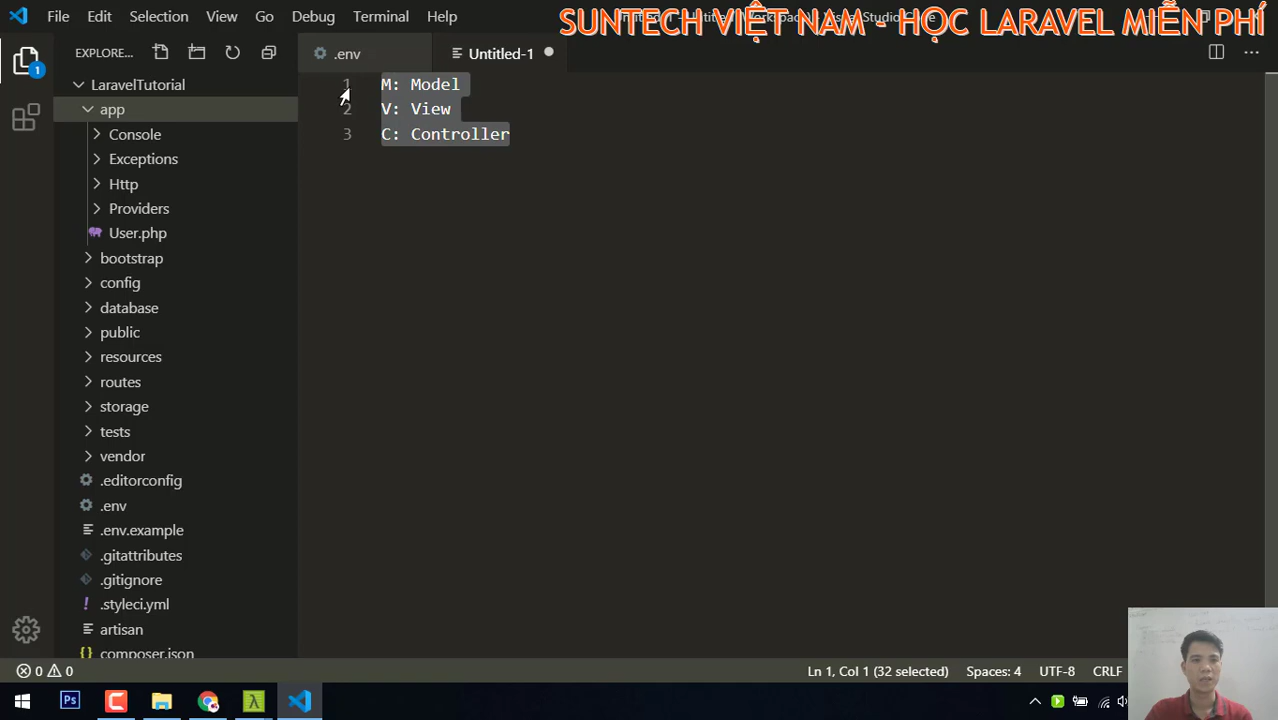 File Edit Selection View Go Debug Terminal Help
SUNTECH VIỆT NAM - HỌC LARAVEL MIỄN PHÍ
EXPLORE...
.env
Untitled-1
1
LaravelTutorial
app
Console
Exceptions
Http
Providers
User.php
bootstrap
config
database
public
resources
routes
storage
tests
vendor
.editorconfig
.env
.env.example
.gitattributes
.gitignore
.styleci.yml
artisan
composer.json
1 M: Model
2 V: View
3 C: Controller
0 0
Ln 1, Col 1 (32 selected) Spaces: 4 UTF-8 CRLF
Ps